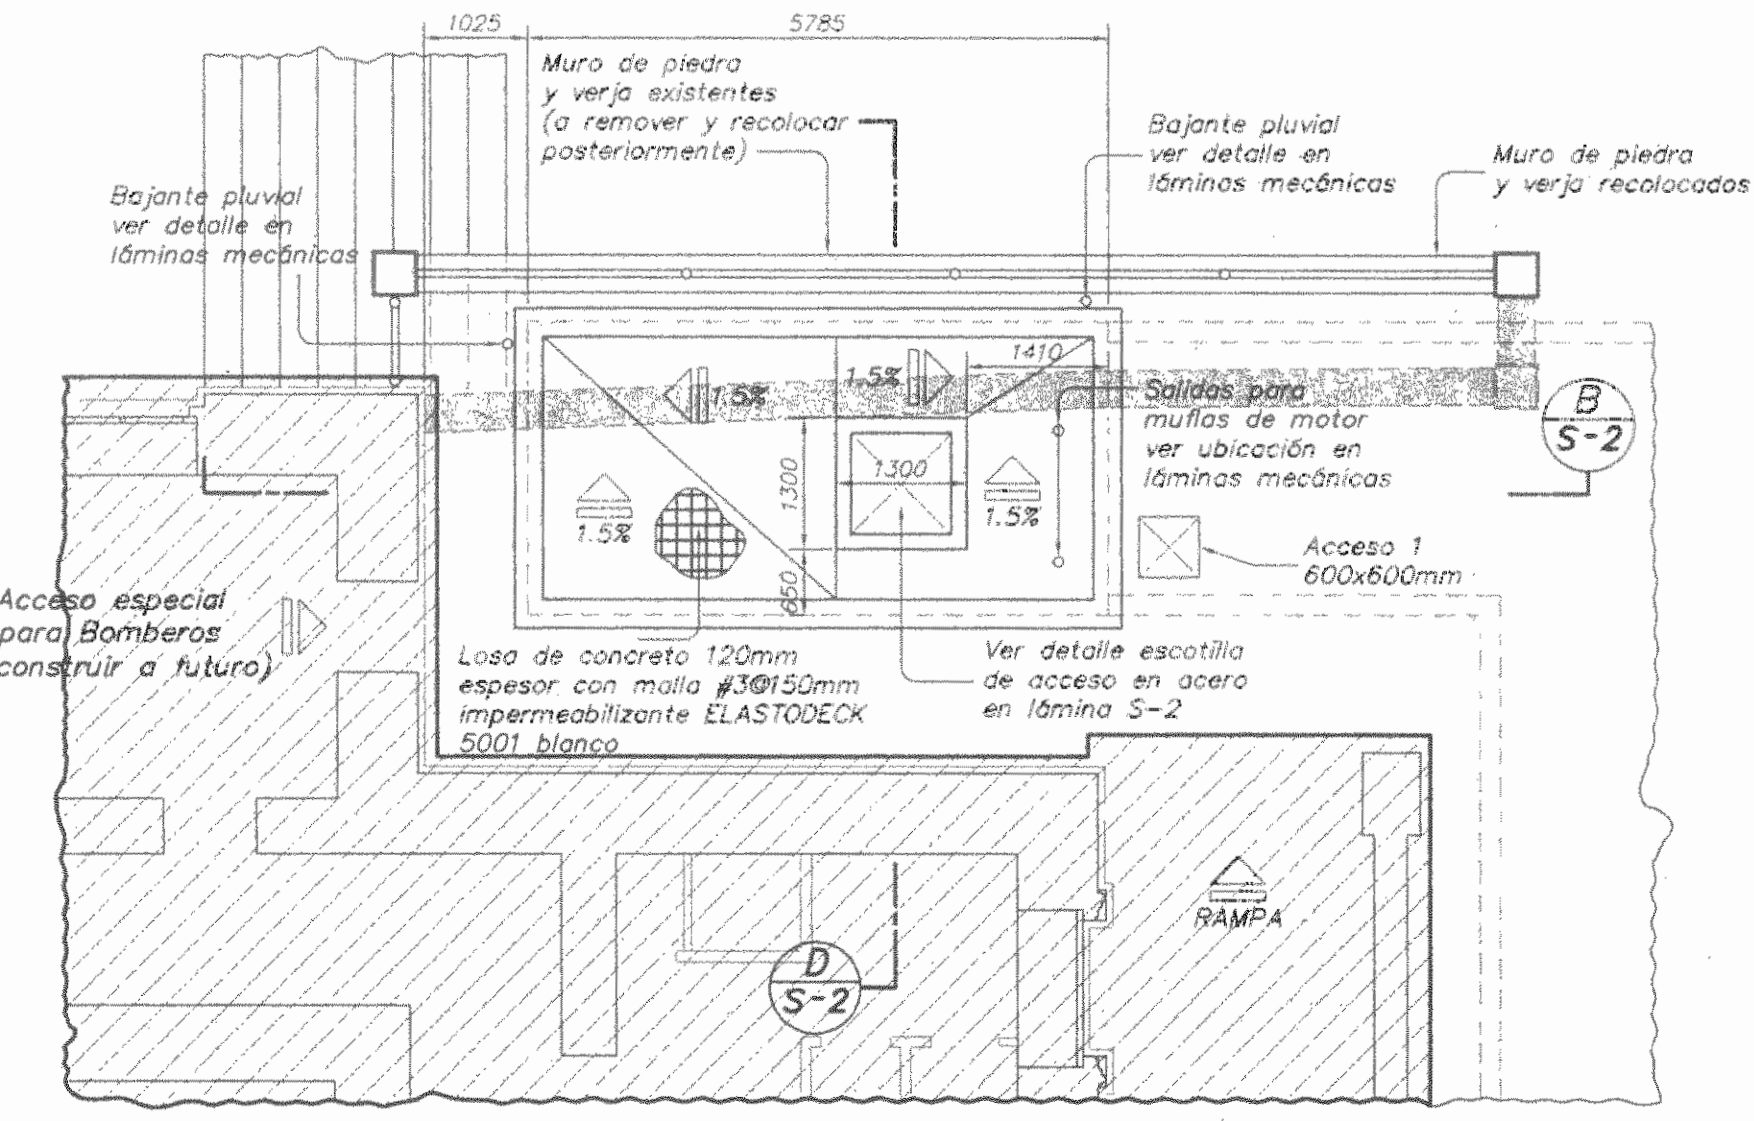 1025
5785
Muro de piedra
y verja existentes
(a remover y recolocar
posteriormente)
Bajante pluvial
ver detalle en
láminas mecánicas
Muro de piedra
y verja recolocados
Bajante pluvial
ver detalle en
láminas mecánicas
1410
1.5%
1.5%
Salidas para
muflas de motor
ver ubicación en
láminas mecánicas
B
S-2
1300
1300
1.5%
1.5%
650
Acceso 1
600x600mm
Acceso especial
para Bomberos
construir a futuro)
Losa de concreto 120mm
espesor con malla #3@150mm
impermeabilizante ELASTODECK
5001 blanco
Ver detalle escotilla
de acceso en acero
en lámina S-2
RAMPA
D
S-2